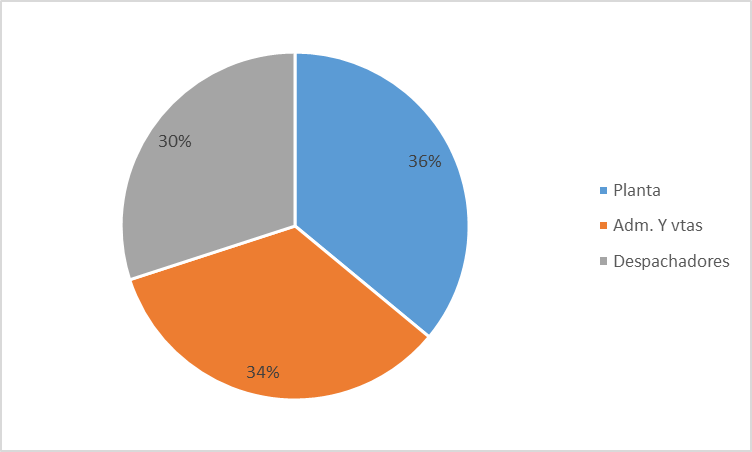 30%
36%
34%
Planta
Adm. Y vtas
Despachadores